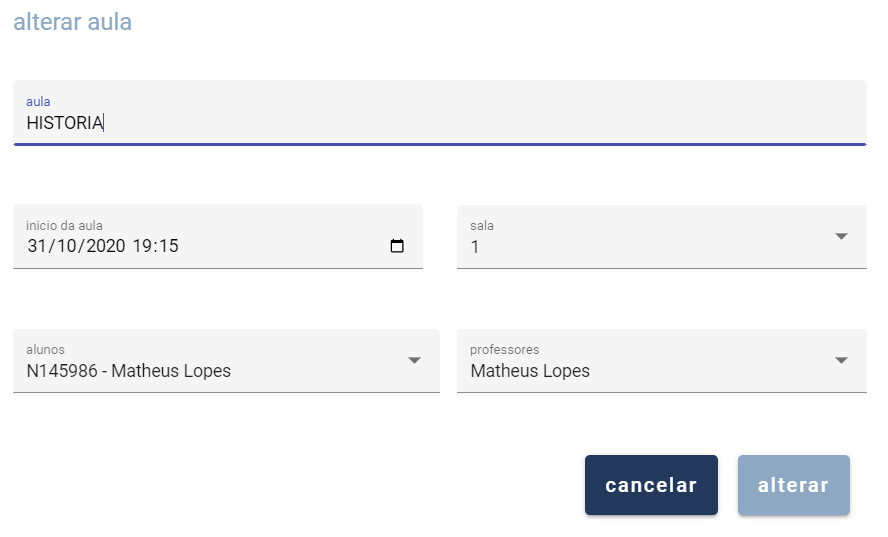 alterar aula
aula
HISTORIA
inicio da aula
31/10/2020 19:15
sala
1
alunos
N145986 - Matheus Lopes
professores
Matheus Lopes
cancelar
alterar